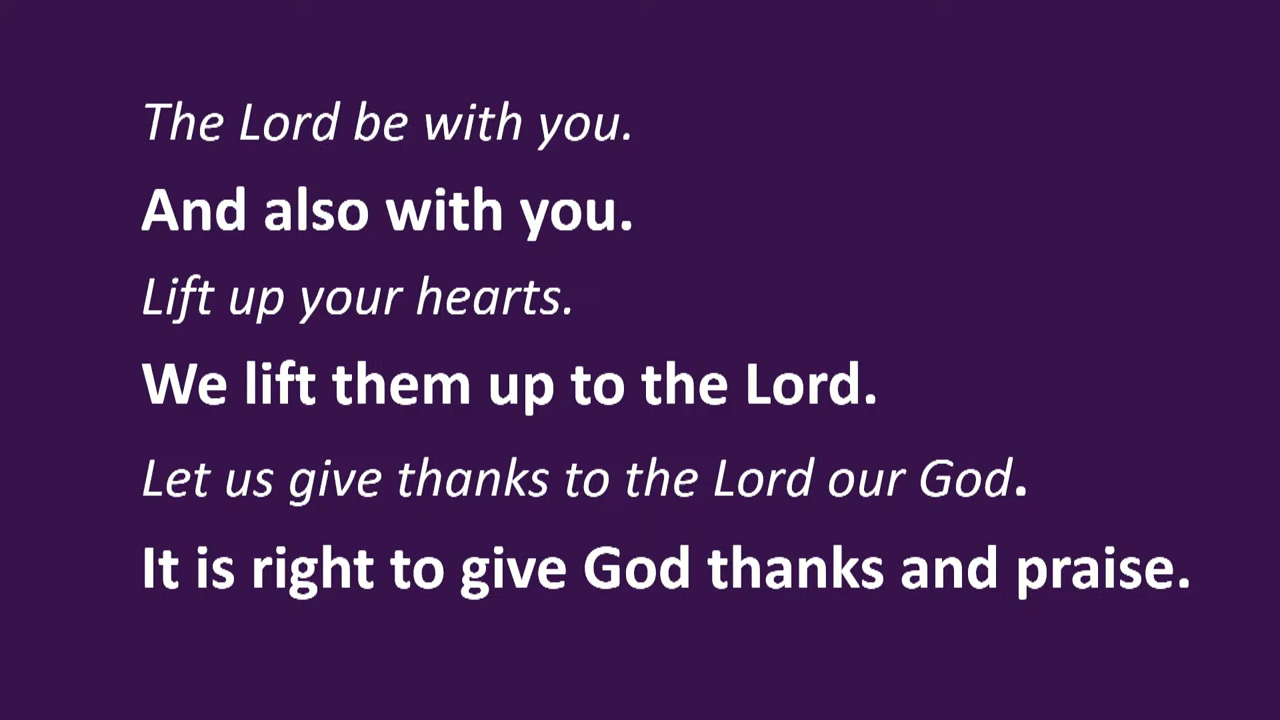 The Lord be with you.
And also with you.
Lift up your hearts.
We lift them up to the Lord.
Let us give thanks to the Lord our God.
It is right to give God thanks and praise.